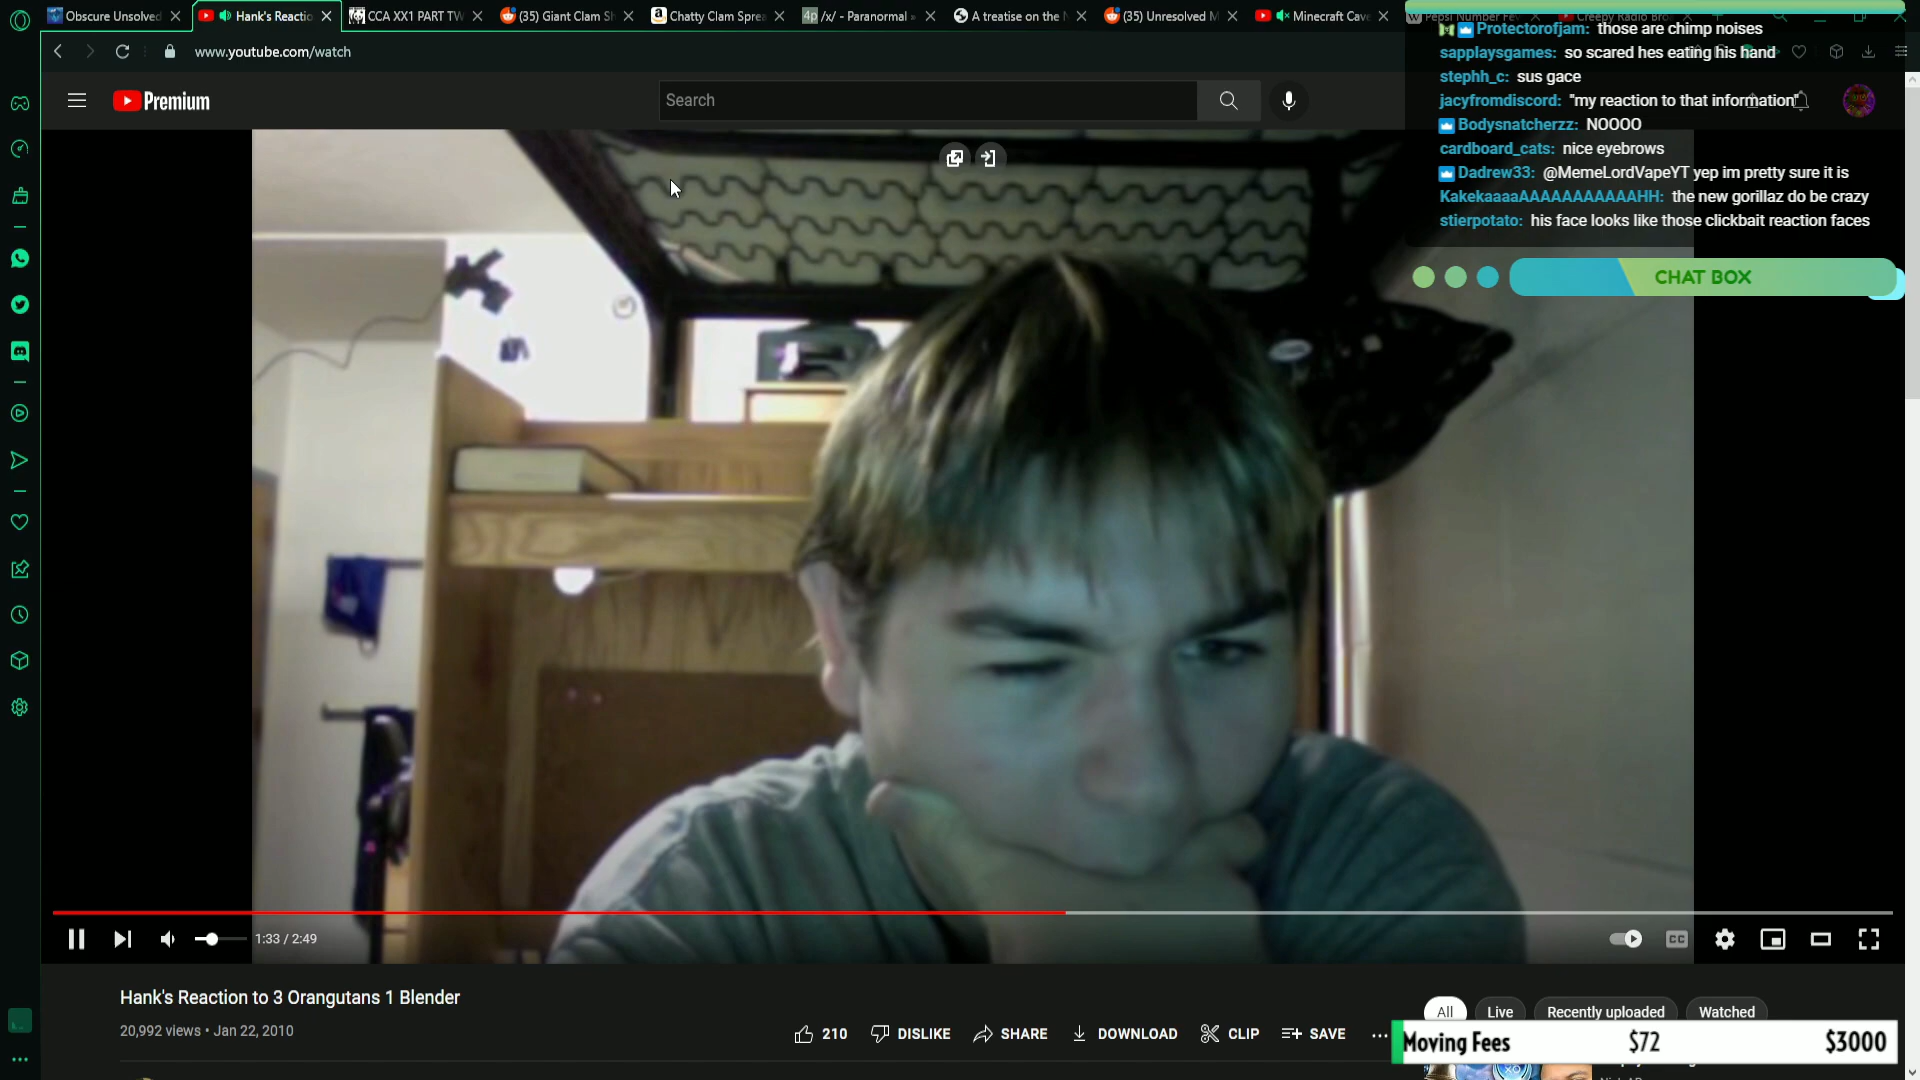 Obscure Unsolved
Hank's Reactio
CCA XX1 PART TW
(35) Giant Clam Sh
Chatty Clam Sprea
4p /x/ - Paranormal »
A treatise on the N
(35) Unresolved M
Minecraft Cave
www.youtube.com/watch
Premium
Search
Protectorofjam: those are chimp noises
sapplaysgames: so scared hes eating his hand
stephh_c: sus gace
jacyfromdiscord: "my reaction to that information"
Bodysnatcherzz: NOOOO
cardboard_cats: nice eyebrows
Dadrew33: @MemeLordVapeYT yep im pretty sure it is
KakekaaaaAAAAAAAAAAAHH: the new gorillaz do be crazy
stierpotato: his face looks like those clickbait reaction faces
CHAT BOX
1:33 / 2:49
CC
Hank's Reaction to 3 Orangutans 1 Blender
20,992 views • Jan 22, 2010
210
DISLIKE
SHARE
DOWNLOAD
CLIP
SAVE
All
Live
Recently uploaded
Watched
Moving Fees $72 $3000